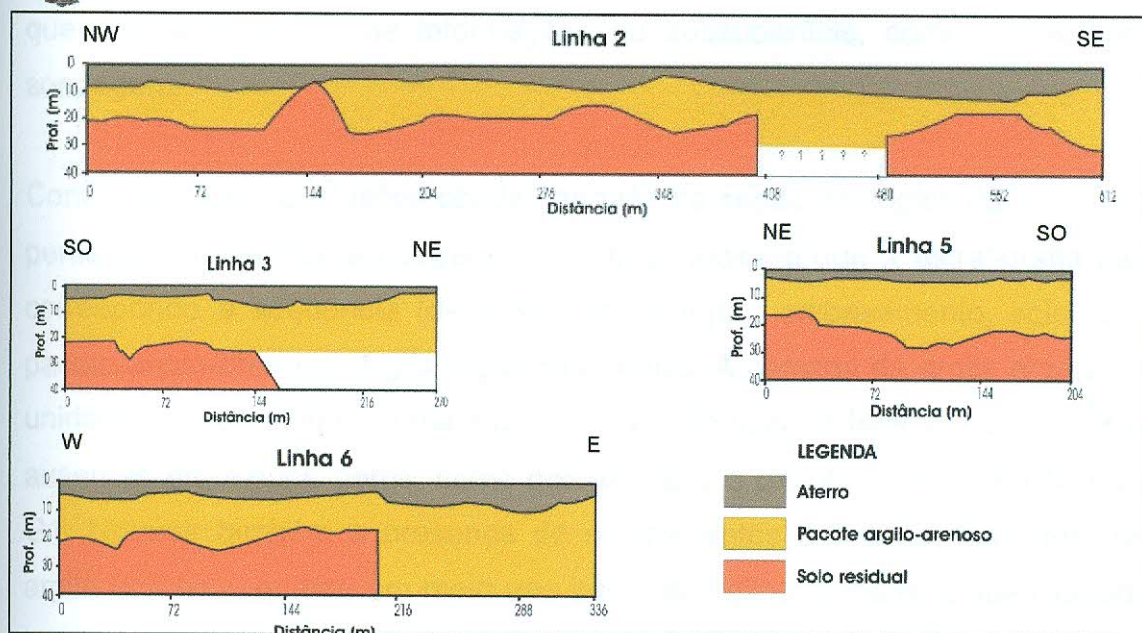 NW Linha 2 SE
Prof. (m)
0
10
20
30
40
0 72 144 204 276 348 408 480 552 612
? ? ? ? ?
Distância (m)
SO Linha 3 NE
Prof. (m)
0
10
20
30
40
0 72 144 216
Distância (m)
NE Linha 5 SO
Prof. (m)
0
10
20
30
40
0 72 144 204
Distância (m)
W Linha 6 E
Prof. (m)
0
10
20
30
40
0 72 144 216 288 336
Distância (m)
LEGENDA
Aterro
Pacote argilo-arenoso
Solo residual